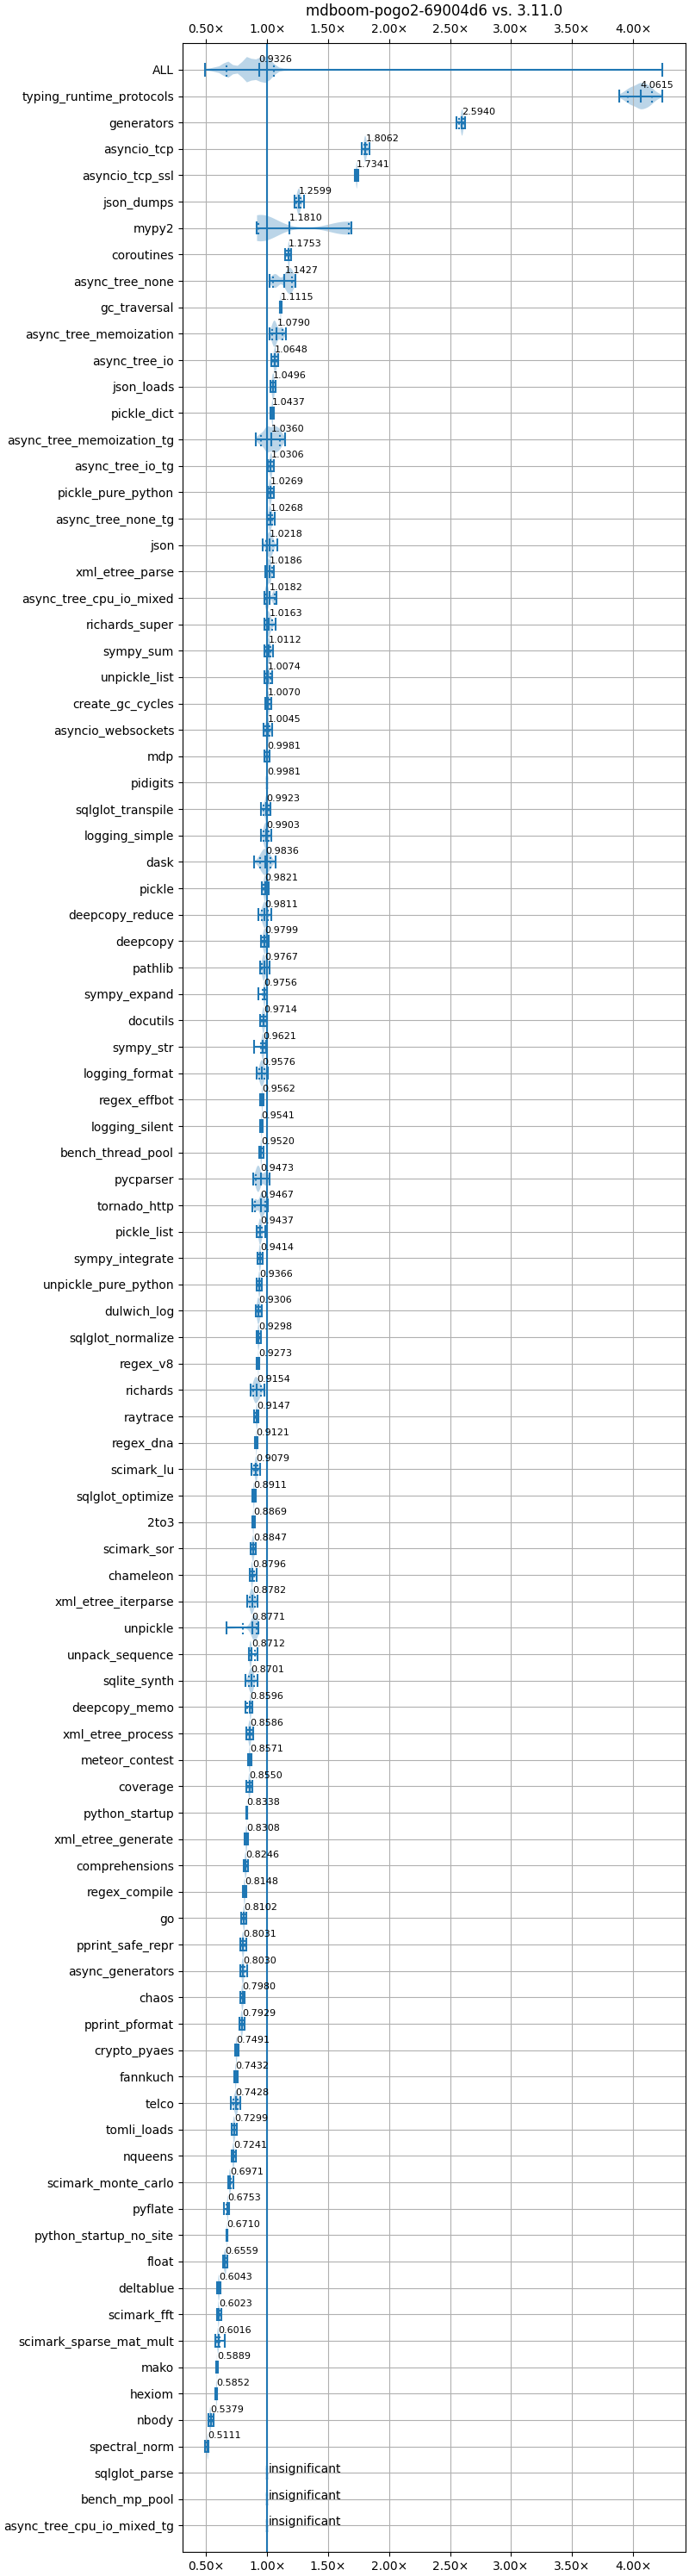 mdboom-pogo2-69004d6 vs. 3.11.0
0.50× 1.00× 1.50× 2.00× 2.50× 3.00× 3.50× 4.00×
ALL 0.9326
typing_runtime_protocols 4.0615
generators 2.5940
asyncio_tcp 1.8062
asyncio_tcp_ssl 1.7341
json_dumps 1.2599
mypy2 1.1810
coroutines 1.1753
async_tree_none 1.1427
gc_traversal 1.1115
async_tree_memoization 1.0790
async_tree_io 1.0648
json_loads 1.0496
pickle_dict 1.0437
async_tree_memoization_tg 1.0360
async_tree_io_tg 1.0306
pickle_pure_python 1.0269
async_tree_none_tg 1.0268
json 1.0218
xml_etree_parse 1.0186
async_tree_cpu_io_mixed 1.0182
richards_super 1.0163
sympy_sum 1.0112
unpickle_list 1.0074
create_gc_cycles 1.0070
asyncio_websockets 1.0045
mdp 0.9981
pidigits 0.9981
sqlglot_transpile 0.9923
logging_simple 0.9903
dask 0.9836
pickle 0.9821
deepcopy_reduce 0.9811
deepcopy 0.9799
pathlib 0.9767
sympy_expand 0.9756
docutils 0.9714
sympy_str 0.9621
logging_format 0.9576
regex_effbot 0.9562
logging_silent 0.9541
bench_thread_pool 0.9520
pycparser 0.9473
tornado_http 0.9467
pickle_list 0.9437
sympy_integrate 0.9414
unpickle_pure_python 0.9366
dulwich_log 0.9306
sqlglot_normalize 0.9298
regex_v8 0.9273
richards 0.9154
raytrace 0.9147
regex_dna 0.9121
scimark_lu 0.9079
sqlglot_optimize 0.8911
2to3 0.8869
scimark_sor 0.8847
chameleon 0.8796
xml_etree_iterparse 0.8782
unpickle 0.8771
unpack_sequence 0.8712
sqlite_synth 0.8701
deepcopy_memo 0.8596
xml_etree_process 0.8586
meteor_contest 0.8571
coverage 0.8550
python_startup 0.8338
xml_etree_generate 0.8308
comprehensions 0.8246
regex_compile 0.8148
go 0.8102
pprint_safe_repr 0.8031
async_generators 0.8030
chaos 0.7980
pprint_pformat 0.7929
crypto_pyaes 0.7491
fannkuch 0.7432
telco 0.7428
tomli_loads 0.7299
nqueens 0.7241
scimark_monte_carlo 0.6971
pyflate 0.6753
python_startup_no_site 0.6710
float 0.6559
deltablue 0.6043
scimark_fft 0.6023
scimark_sparse_mat_mult 0.6016
mako 0.5889
hexiom 0.5852
nbody 0.5379
spectral_norm 0.5111
sqlglot_parse insignificant
bench_mp_pool insignificant
async_tree_cpu_io_mixed_tg insignificant
0.50× 1.00× 1.50× 2.00× 2.50× 3.00× 3.50× 4.00×